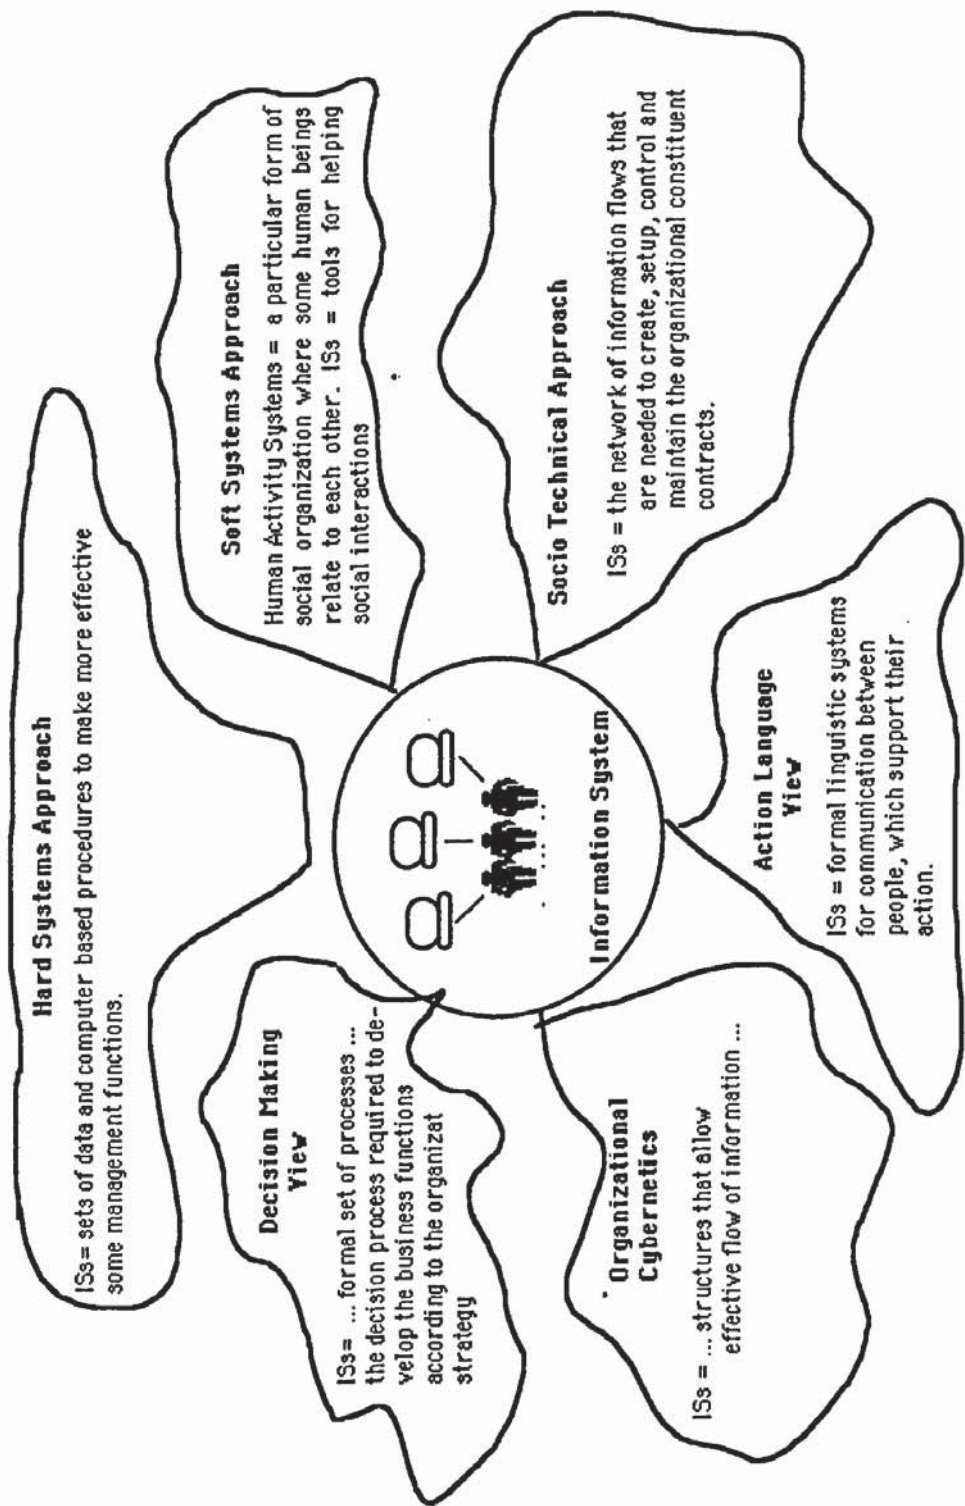 Hard Systems Approach
ISs= sets of data and computer based procedures to make more effective
some management functions.
Decision Making
View
ISs= ... formal set of processes ...
the decision process required to de-
velop the business functions
according to the organizat
strategy
Soft Systems Approach
Human Activity Systems = a particular form of
social organization where some human beings
relate to each other. ISs = tools for helping
social interactions
Information System
Organizational
Cybernetics
ISs = ... structures that allow
effective flow of information ...
Socio Technical Approach
ISs = the network of information flows that
are needed to create, setup, control and
maintain the organizational constituent
contracts.
Action Language
View
ISs = formal linguistic systems
for communication between
people, which support their
action.